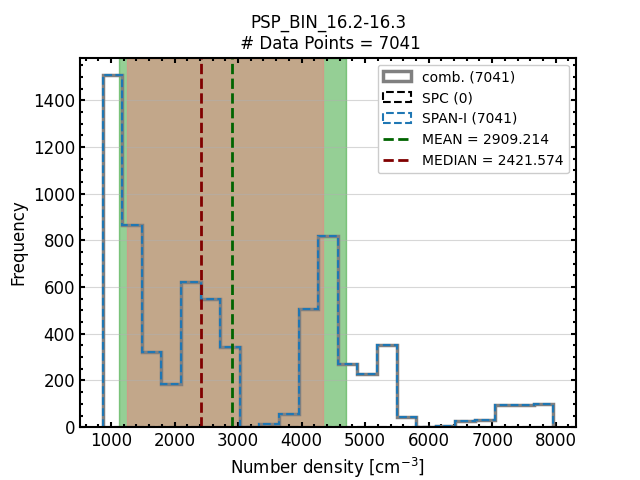 PSP_BIN_16.2-16.3
# Data Points = 7041
comb. (7041)
SPC (0)
SPAN-I (7041)
MEAN = 2909.214
MEDIAN = 2421.574
Frequency
1400
1200
1000
800
600
400
200
0
1000 2000 3000 4000 5000 6000 7000 8000
Number density [cm⁻³]